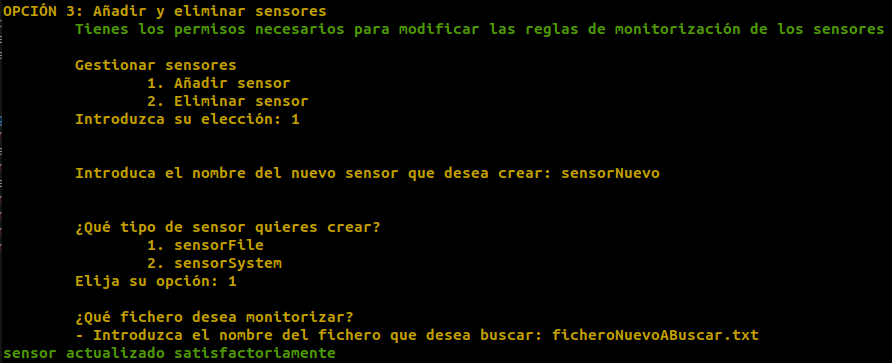 OPCIÓN 3: Añadir y eliminar sensores
Tienes los permisos necesarios para modificar las reglas de monitorización de los sensores
Gestionar sensores
1. Añadir sensor
2. Eliminar sensor
Introduzca su elección: 1
Introduca el nombre del nuevo sensor que desea crear: sensorNuevo
¿Qué tipo de sensor quieres crear?
1. sensorFile
2. sensorSystem
Elija su opción: 1
¿Qué fichero desea monitorizar?
- Introduzca el nombre del fichero que desea buscar: ficheroNuevoABuscar.txt
sensor actualizado satisfactoriamente